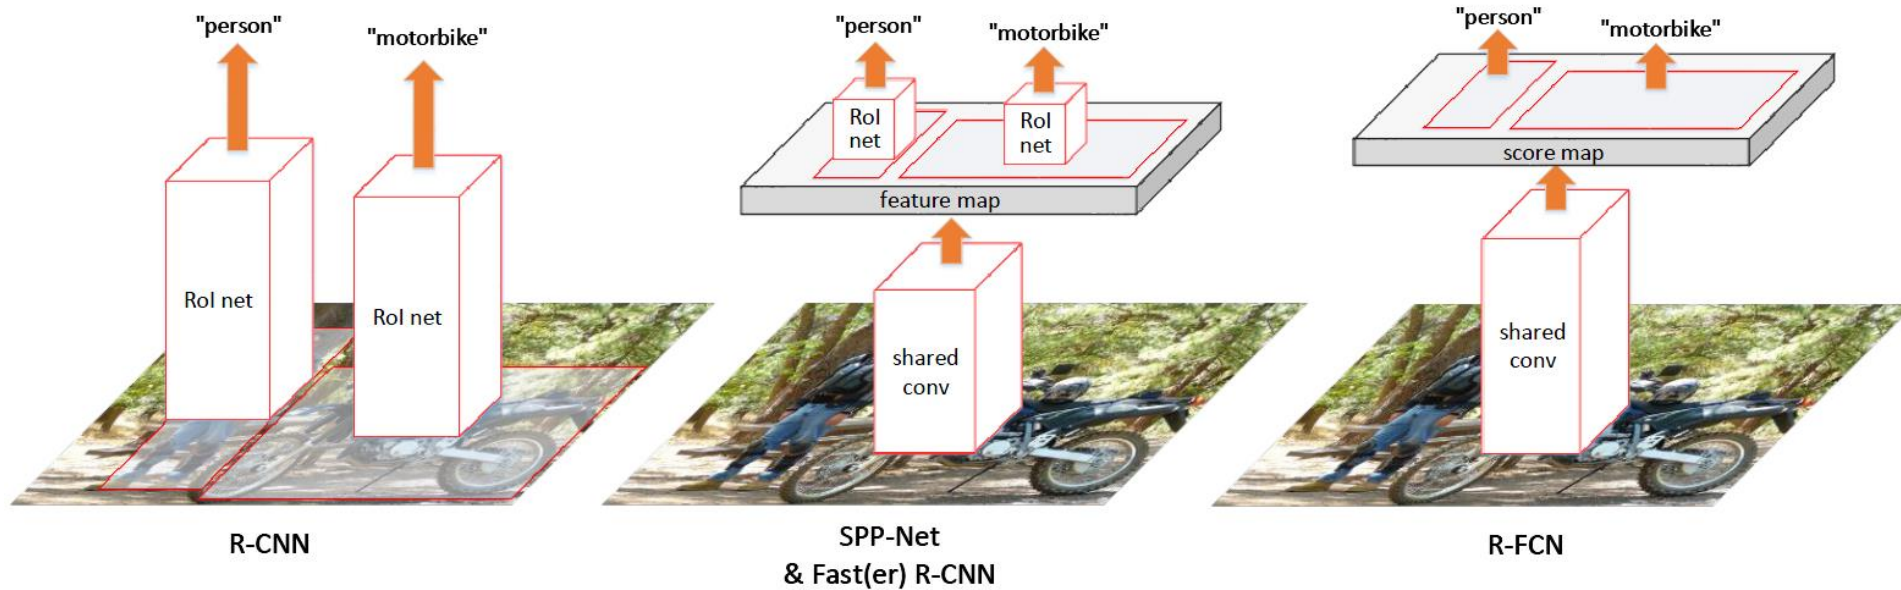 "person"
"motorbike"
RoI net
RoI net
R-CNN
"person"
"motorbike"
RoI
net
RoI
net
feature map
shared
conv
SPP-Net
& Fast(er) R-CNN
"person"
"motorbike"
score map
shared
conv
R-FCN